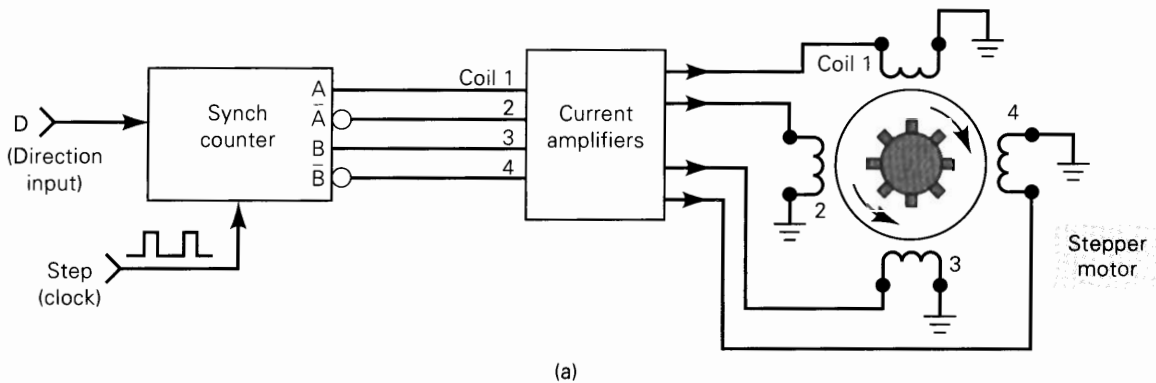 D
(Direction
input)
Synch
counter
A
Ā
B
B̄
Step
(clock)
Coil 1
2
3
4
Current
amplifiers
Coil 1
2
3
4
Stepper
motor
(a)